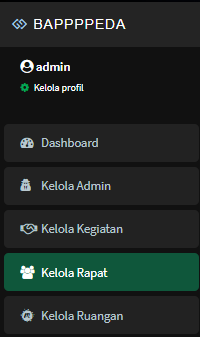 BAPPPPEDA
admin
Kelola profil
Dashboard
Kelola Admin
Kelola Kegiatan
Kelola Rapat
Kelola Ruangan